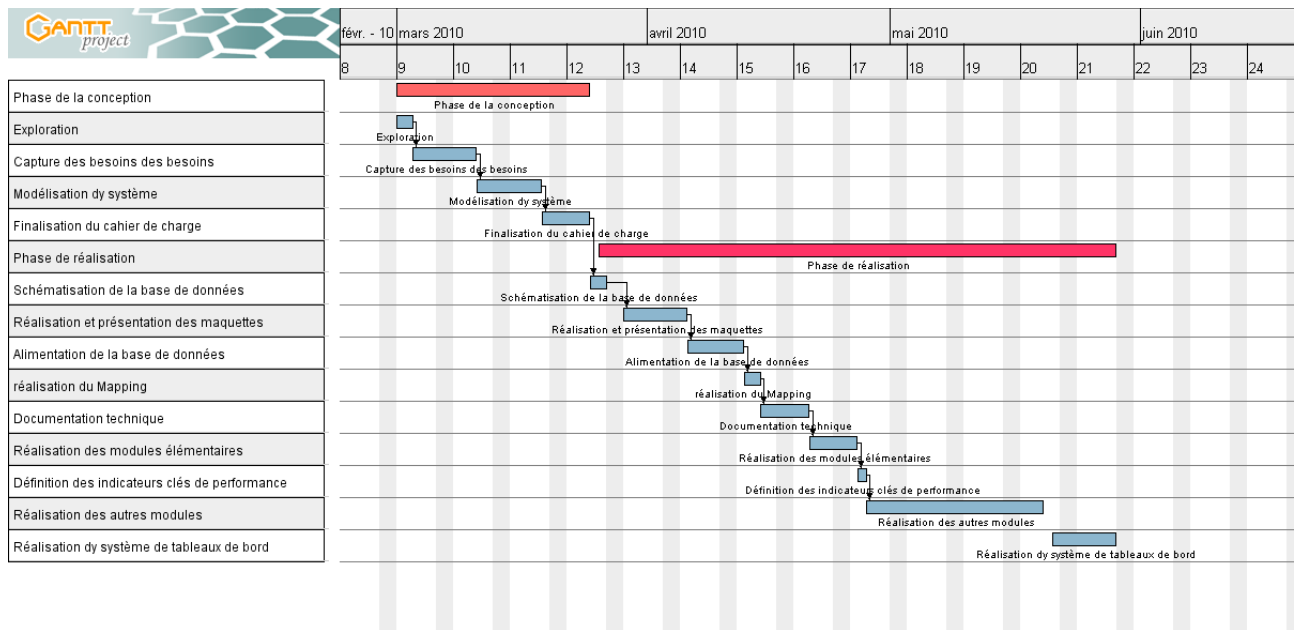 GANTT
project
févr. - 10 mars 2010 avril 2010 mai 2010 juin 2010
8 9 10 11 12 13 14 15 16 17 18 19 20 21 22 23 24
Phase de la conception
Phase de la conception
Exploration
Exploration
Capture des besoins des besoins
Capture des besoins des besoins
Modélisation dy système
Modélisation dy système
Finalisation du cahier de charge
Finalisation du cahier de charge
Phase de réalisation
Phase de réalisation
Schématisation de la base de données
Schématisation de la base de données
Réalisation et présentation des maquettes
Réalisation et présentation des maquettes
Alimentation de la base de données
Alimentation de la base de données
réalisation du Mapping
réalisation du Mapping
Documentation technique
Documentation technique
Réalisation des modules élémentaires
Réalisation des modules élémentaires
Définition des indicateurs clés de performance
Définition des indicateurs clés de performance
Réalisation des autres modules
Réalisation des autres modules
Réalisation dy système de tableaux de bord
Réalisation dy système de tableaux de bord